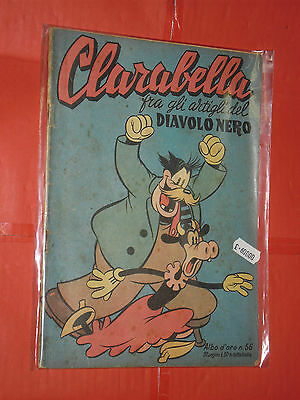 Clarabella
fra gli artigli del
DIAVOLO NERO
Albo d'oro n. 56